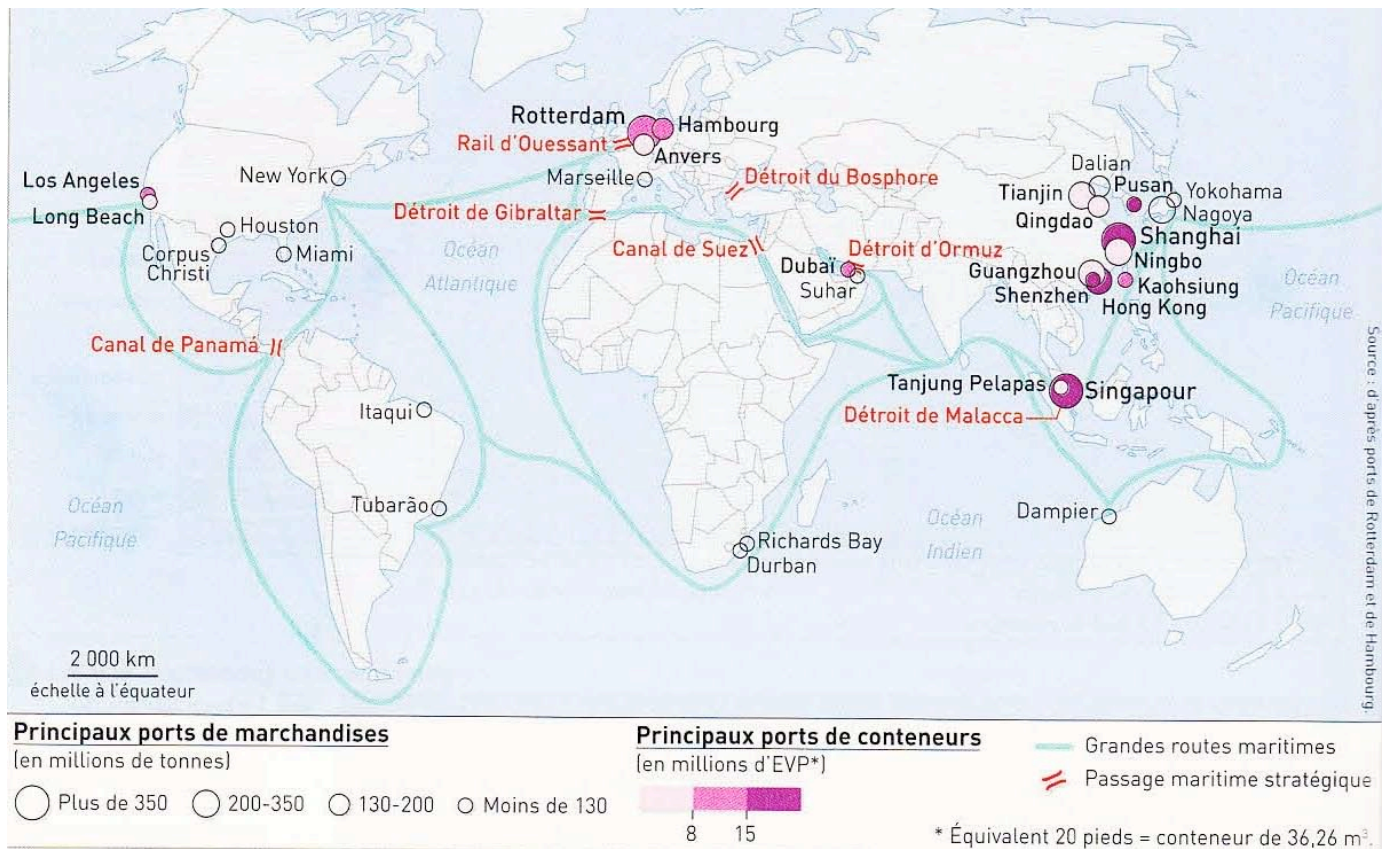 Rotterdam
Hambourg
Rail d'Ouessant
Anvers
Los Angeles
New York
Marseille
Détroit du Bosphore
Dalian
Tianjin
Pusan
Yokohama
Long Beach
Détroit de Gibraltar
Qingdao
Nagoya
Houston
Océan
Atlantique
Canal de Suez
Détroit d'Ormuz
Shanghai
Corpus
Christi
Miami
Dubaï
Suhar
Guangzhou
Ningbo
Shenzhen
Kaohsiung
Hong Kong
Océan
Pacifique
Canal de Panamá
Tanjung Pelapas
Singapour
Itaqui
Détroit de Malacca
Océan
Pacifique
Tubarão
Océan
Indien
Dampier
Richards Bay
Durban
2 000 km
échelle à l'équateur
Source : d'après ports de Rotterdam et de Hambourg.
Principaux ports de marchandises
(en millions de tonnes)
Plus de 350
200-350
130-200
Moins de 130
Principaux ports de conteneurs
(en millions d'EVP*)
8
15
Grandes routes maritimes
Passage maritime stratégique
* Équivalent 20 pieds = conteneur de 36,26 m³.